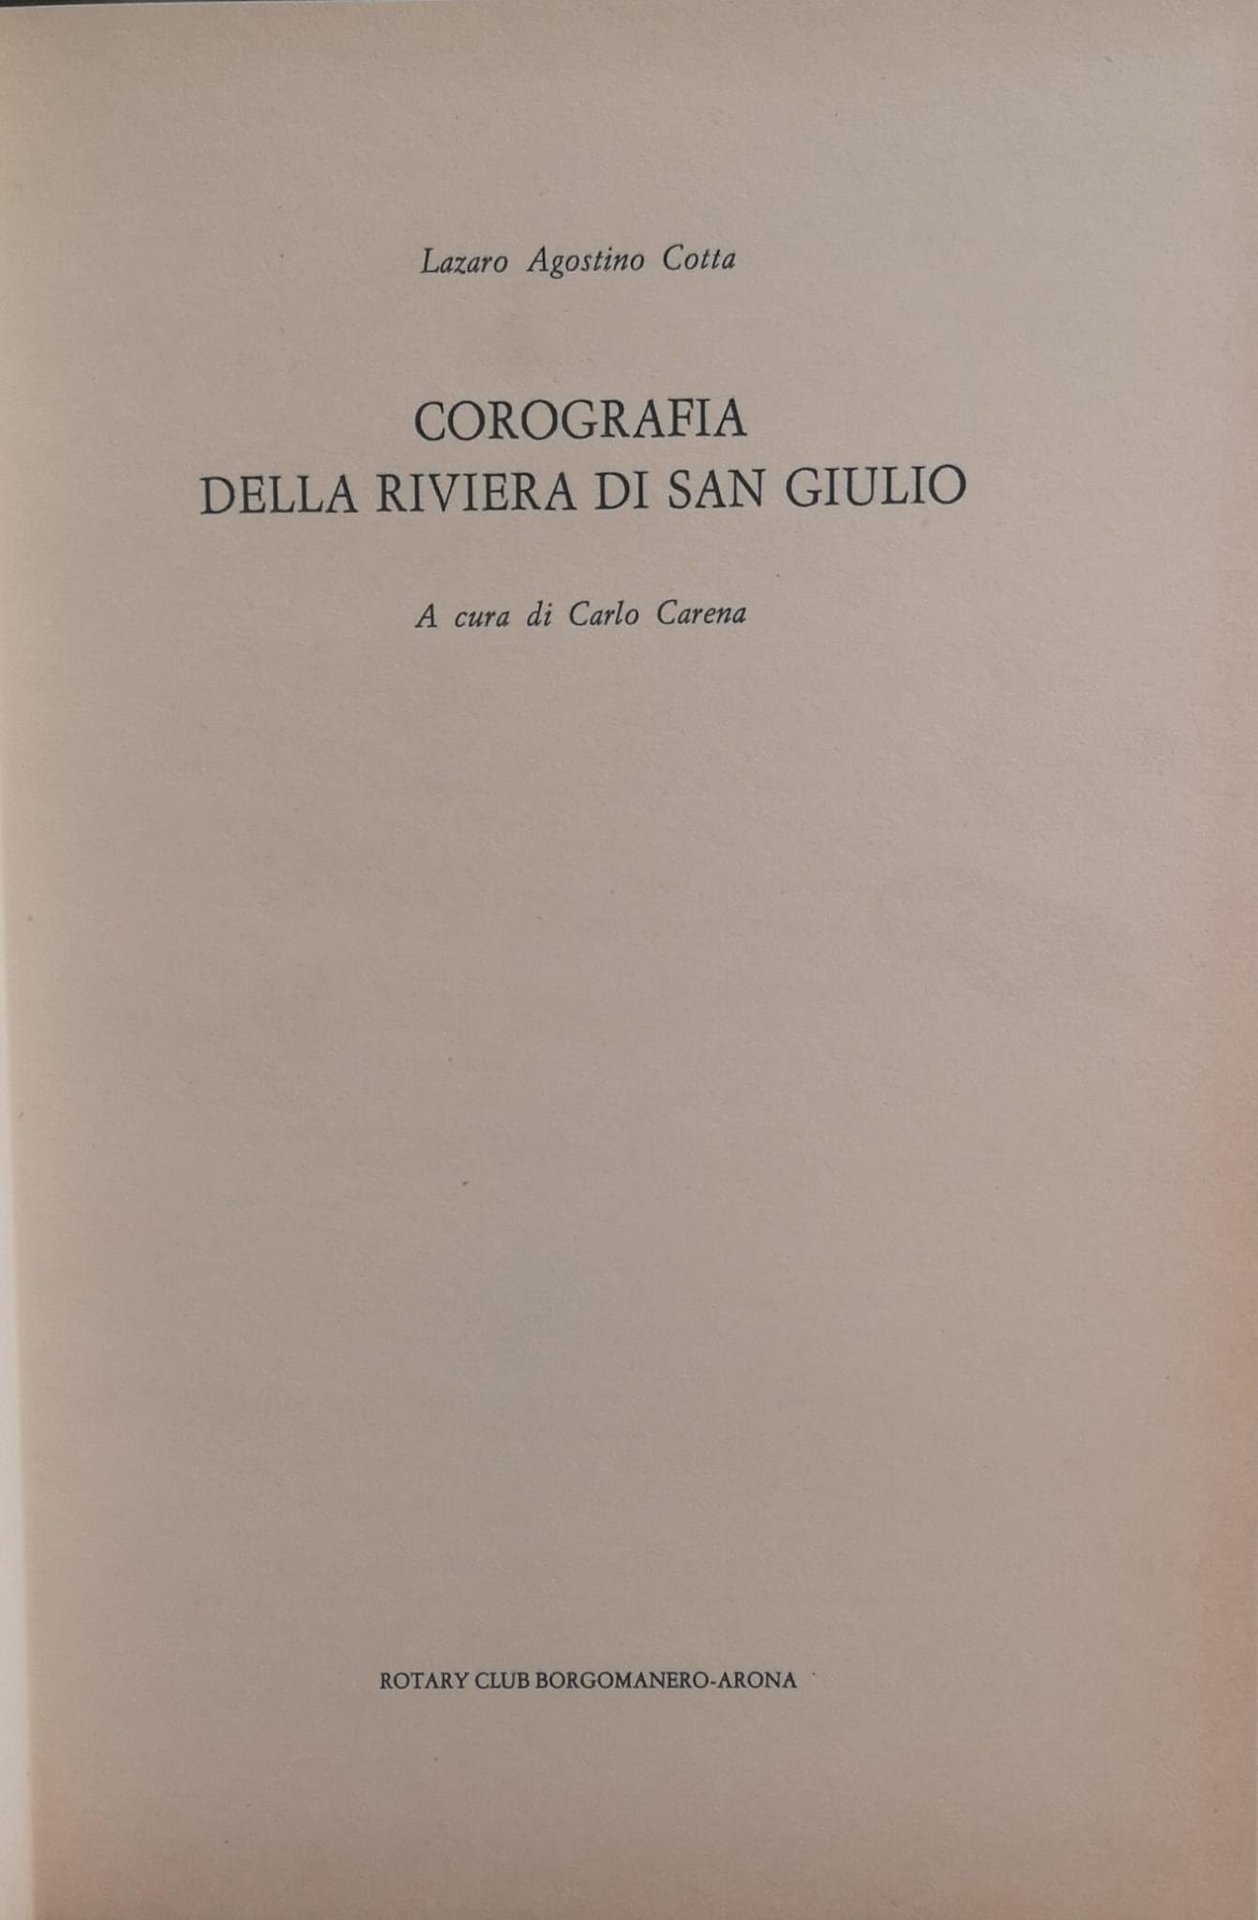 Lazaro Agostino Cotta
COROGRAFIA
DELLA RIVIERA DI SAN GIULIO
A cura di Carlo Carena
ROTARY CLUB BORGOMANERO-ARONA